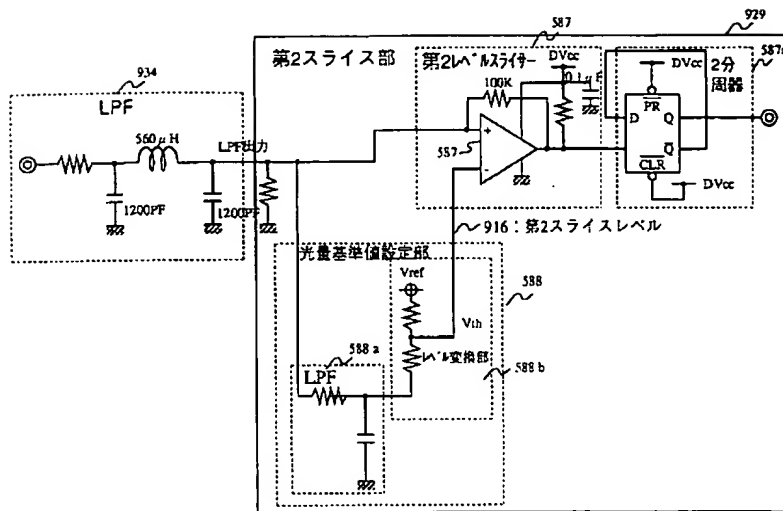 929
第2スライス部
587
第2レベルスライサー
DVcc
0.1μF
100K
587
+
-
2分
周器
DVcc
PR
D
Q
Q
CLR
DVcc
934
LPF
560μH
LPF出力
1200PF
1200PF
916：第2スライスレベル
光量基準値設定部
588
Vref
Vth
レベル変換部
588b
588a
LPF